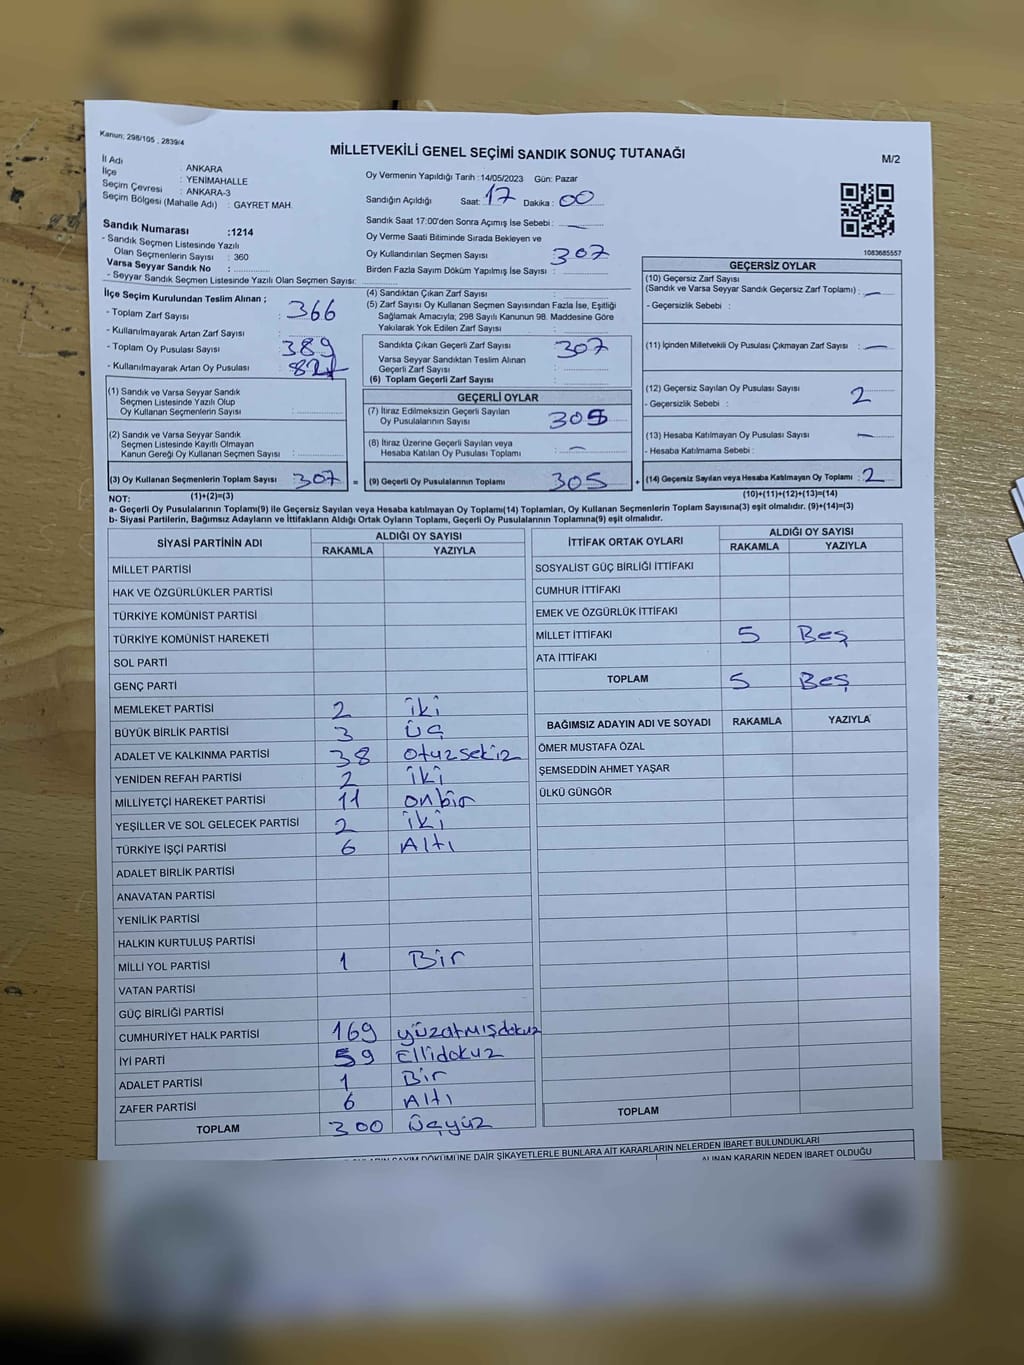 Kanun: 298/105 , 2839/4
MİLLETVEKİLİ GENEL SEÇİMİ SANDIK SONUÇ TUTANAĞI
M/2
İl Adı : ANKARA
İlçe : YENİMAHALLE
Seçim Çevresi : ANKARA-3
Seçim Bölgesi (Mahalle Adı) : GAYRET MAH.
Oy Vermenin Yapıldığı Tarih :14/05/2023 Gün: Pazar
Sandığın Açıldığı Saat: 17 Dakika : 00
Sandık Saat 17:00'den Sonra Açımış İse Sebebi : —
Oy Verme Saati Bitiminde Sırada Bekleyen ve
Oy Kullandırılan Seçmen Sayısı : 307
Birden Fazla Sayım Döküm Yapılmış İse Sayısı :
1083685557
Sandık Numarası :1214
- Sandık Seçmen Listesinde Yazılı
Olan Seçmenlerin Sayısı : 360
Varsa Seyyar Sandık No :
- Seyyar Sandık Seçmen Listesinde Yazılı Olan Seçmen Sayısı:
İlçe Seçim Kurulundan Teslim Alınan ;
- Toplam Zarf Sayısı : 366
- Kullanılmayarak Artan Zarf Sayısı :
- Toplam Oy Pusulası Sayısı : 389
- Kullanılmayarak Artan Oy Pusulası :
(1) Sandık ve Varsa Seyyar Sandık
Seçmen Listesinde Yazılı Olup
Oy Kullanan Seçmenlerin Sayısı :
(2) Sandık ve Varsa Seyyar Sandık
Seçmen Listesinde Kayıtlı Olmayan
Kanun Gereği Oy Kullanan Seçmen Sayısı :
(3) Oy Kullanan Seçmenlerin Toplam Sayısı : 307 =
(1)+(2)=(3)
(4) Sandıktan Çıkan Zarf Sayısı :
(5) Zarf Sayısı Oy Kullanan Seçmen Sayısından Fazla İse, Eşitliği
Sağlamak Amacıyla; 298 Sayılı Kanunun 98. Maddesine Göre
Yakılarak Yok Edilen Zarf Sayısı :
Sandıkta Çıkan Geçerli Zarf Sayısı : 307
Varsa Seyyar Sandıktan Teslim Alınan
Geçerli Zarf Sayısı :
(6) Toplam Geçerli Zarf Sayısı :
GEÇERLİ OYLAR
(7) İtiraz Edilmeksizin Geçerli Sayılan
Oy Pusulalarının Sayısı : 305
(8) İtiraz Üzerine Geçerli Sayılan veya
Hesaba Katılan Oy Pusulası Toplamı : —
(9) Geçerli Oy Pusulalarının Toplamı : 305 +
GEÇERSİZ OYLAR
(10) Geçersiz Zarf Sayısı
(Sandık ve Varsa Seyyar Sandık Geçersiz Zarf Toplamı) : —
- Geçersizlik Sebebi :
(11) İçinden Milletvekili Oy Pusulası Çıkmayan Zarf Sayısı : —
(12) Geçersiz Sayılan Oy Pusulası Sayısı : 2
- Geçersizlik Sebebi :
(13) Hesaba Katılmayan Oy Pusulası Sayısı : —
- Hesaba Katılmama Sebebi :
(14) Geçersiz Sayılan veya Hesaba Katılmayan Oy Toplamı : 2
(10)+(11)+(12)+(13)=(14)
NOT:
a- Geçerli Oy Pusulalarının Toplamı(9) ile Geçersiz Sayılan veya Hesaba katılmayan Oy Toplamı(14) Toplamları, Oy Kullanan Seçmenlerin Toplam Sayısına(3) eşit olmalıdır. (9)+(14)=(3)
b- Siyasi Partilerin, Bağımsız Adayların ve İttifakların Aldığı Ortak Oyların Toplamı, Geçerli Oy Pusulalarının Toplamına(9) eşit olmalıdır.
SİYASİ PARTİNİN ADI ALDIĞI OY SAYISI
RAKAMLA YAZIYLA
MİLLET PARTİSİ
HAK VE ÖZGÜRLÜKLER PARTİSİ
TÜRKİYE KOMÜNİST PARTİSİ
TÜRKİYE KOMÜNİST HAREKETİ
SOL PARTİ
GENÇ PARTİ
MEMLEKET PARTİSİ 2 iki
BÜYÜK BİRLİK PARTİSİ 3 üç
ADALET VE KALKINMA PARTİSİ 38 otuzsekiz
YENİDEN REFAH PARTİSİ 2 iki
MİLLİYETÇİ HAREKET PARTİSİ 11 onbir
YEŞİLLER VE SOL GELECEK PARTİSİ 2 iki
TÜRKİYE İŞÇİ PARTİSİ 6 Altı
ADALET BİRLİK PARTİSİ
ANAVATAN PARTİSİ
YENİLİK PARTİSİ
HALKIN KURTULUŞ PARTİSİ
MİLLİ YOL PARTİSİ 1 Bir
VATAN PARTİSİ
GÜÇ BİRLİĞİ PARTİSİ
CUMHURİYET HALK PARTİSİ 169 yüzatmışdokuz
İYİ PARTİ 59 Ellidokuz
ADALET PARTİSİ 1 Bir
ZAFER PARTİSİ 6 Altı
TOPLAM 300 Üçyüz
İTTİFAK ORTAK OYLARI ALDIĞI OY SAYISI
RAKAMLA YAZIYLA
SOSYALİST GÜÇ BİRLİĞİ İTTİFAKI
CUMHUR İTTİFAKI
EMEK VE ÖZGÜRLÜK İTTİFAKI
MİLLET İTTİFAKI 5 Beş
ATA İTTİFAKI
TOPLAM 5 Beş
BAĞIMSIZ ADAYIN ADI VE SOYADI RAKAMLA YAZIYLA
ÖMER MUSTAFA ÖZAL
ŞEMSEDDİN AHMET YAŞAR
ÜLKÜ GÜNGÖR
TOPLAM
SAYIM DÖKÜMÜNE DAİR ŞİKAYETLERLE BUNLARA AİT KARARLARIN NELERDEN İBARET BULUNDUKLARI
ALINAN KARARIN NEDEN İBARET OLDUĞU